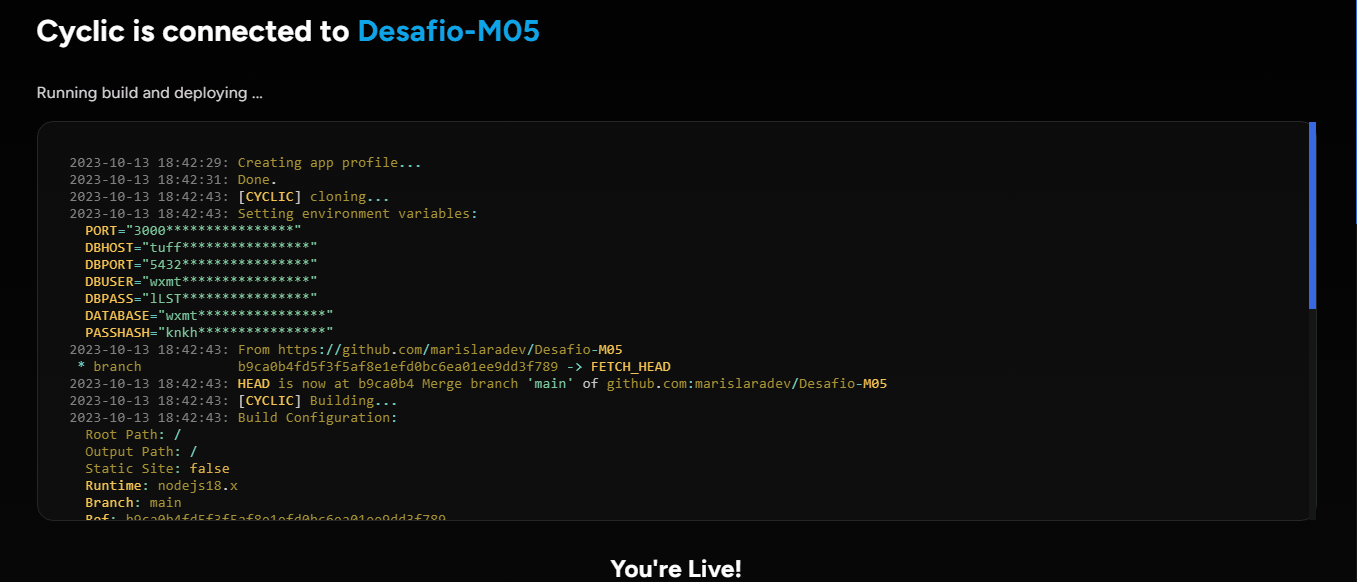 Cyclic is connected to Desafio-M05
Running build and deploying ...
2023-10-13 18:42:29: Creating app profile...
2023-10-13 18:42:31: Done.
2023-10-13 18:42:43: [CYCLIC] cloning...
2023-10-13 18:42:43: Setting environment variables:
PORT="3000****************"
DBHOST="tuff****************"
DBPORT="5432****************"
DBUSER="wxmt****************"
DBPASS="lLST****************"
DATABASE="wxmt****************"
PASSHASH="knkh****************"
2023-10-13 18:42:43: From https://github.com/marislaradev/Desafio-M05
* branch            b9ca0b4fd5f3f5af8e1efd0bc6ea01ee9dd3f789 -> FETCH_HEAD
2023-10-13 18:42:43: HEAD is now at b9ca0b4 Merge branch 'main' of github.com:marislaradev/Desafio-M05
2023-10-13 18:42:43: [CYCLIC] Building...
2023-10-13 18:42:43: Build Configuration:
Root Path: /
Output Path: /
Static Site: false
Runtime: nodejs18.x
Branch: main
Ref: b9ca0b4fd5f3f5af8e1efd0bc6ea01ee9dd3f789
You're Live!